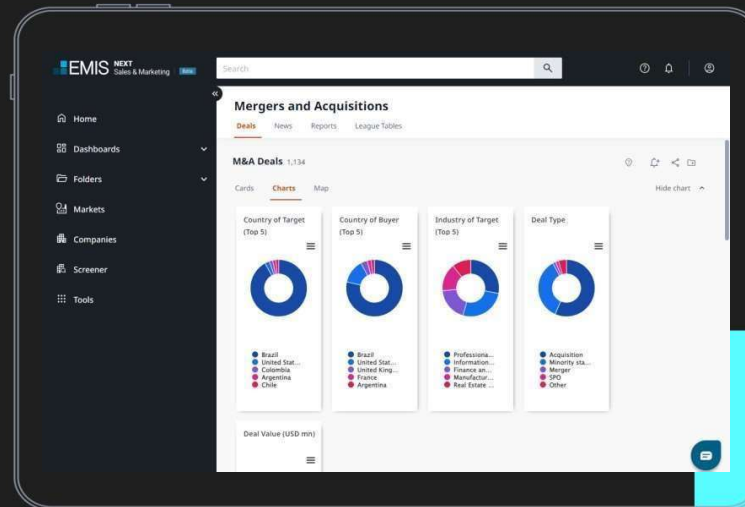 EMIS NEXT
Sales & Marketing Beta
Search
Home
Dashboards
Folders
Markets
Companies
Screener
Tools
Mergers and Acquisitions
Deals News Reports League Tables
M&A Deals 1,134
Cards Charts Map
Hide chart
Country of Target
(Top 5)
Brazil
United Stat...
Colombia
Argentina
Chile
Country of Buyer
(Top 5)
Brazil
United Stat...
United King...
France
Argentina
Industry of Target
(Top 5)
Professiona...
Information...
Finance an...
Manufactur...
Real Estate ...
Deal Type
Acquisition
Minority sta...
Merger
SPO
Other
Deal Value (USD mn)